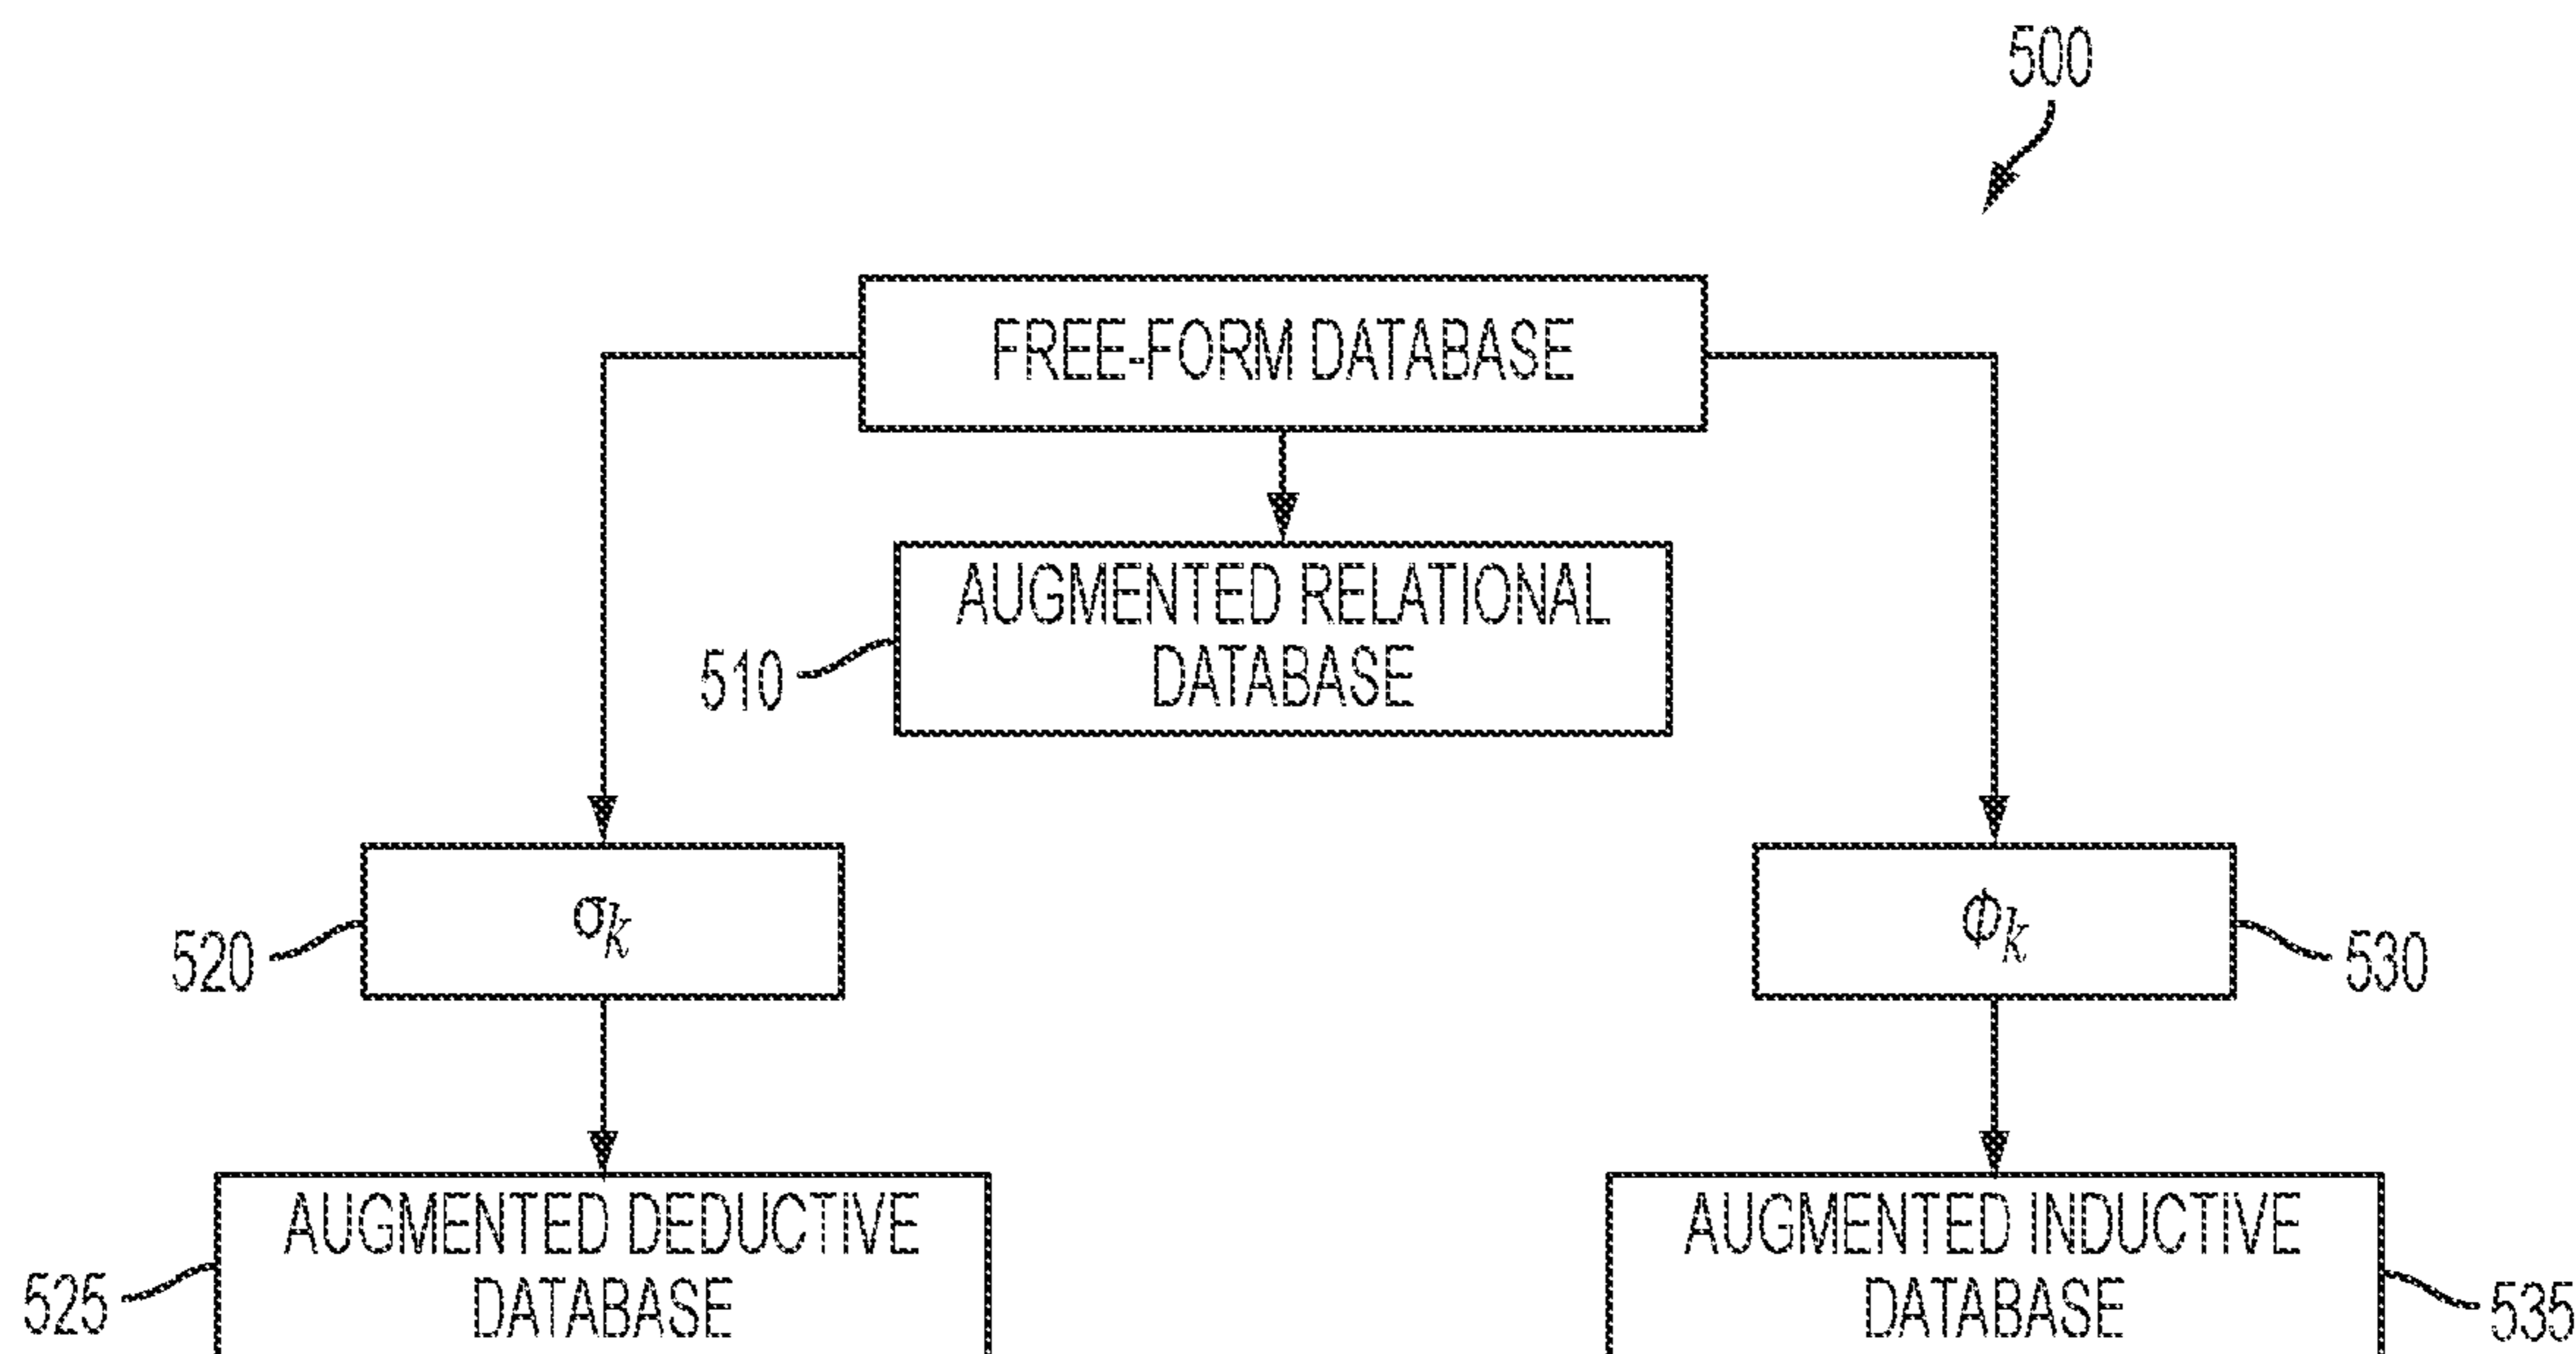 500
FREE-FORM DATABASE
AUGMENTED RELATIONAL
DATABASE
510
σk
520
Φk
530
AUGMENTED DEDUCTIVE
DATABASE
525
AUGMENTED INDUCTIVE
DATABASE
535